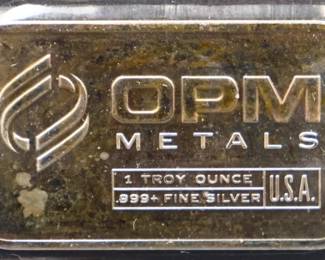 OPM
METALS
1 TROY OUNCE
.999+ FINE SILVER
U.S.A.